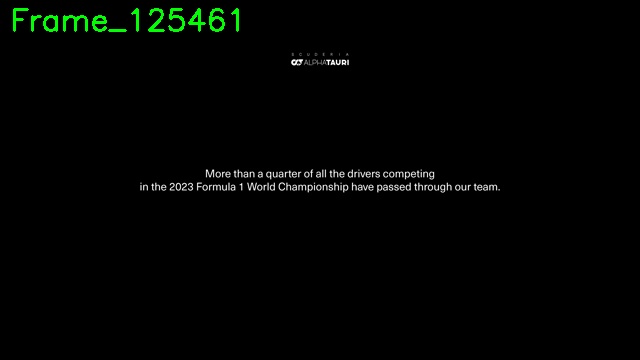 Frame_125461
SCUDERIA
ALPHATAURI
More than a quarter of all the drivers competing
in the 2023 Formula 1 World Championship have passed through our team.